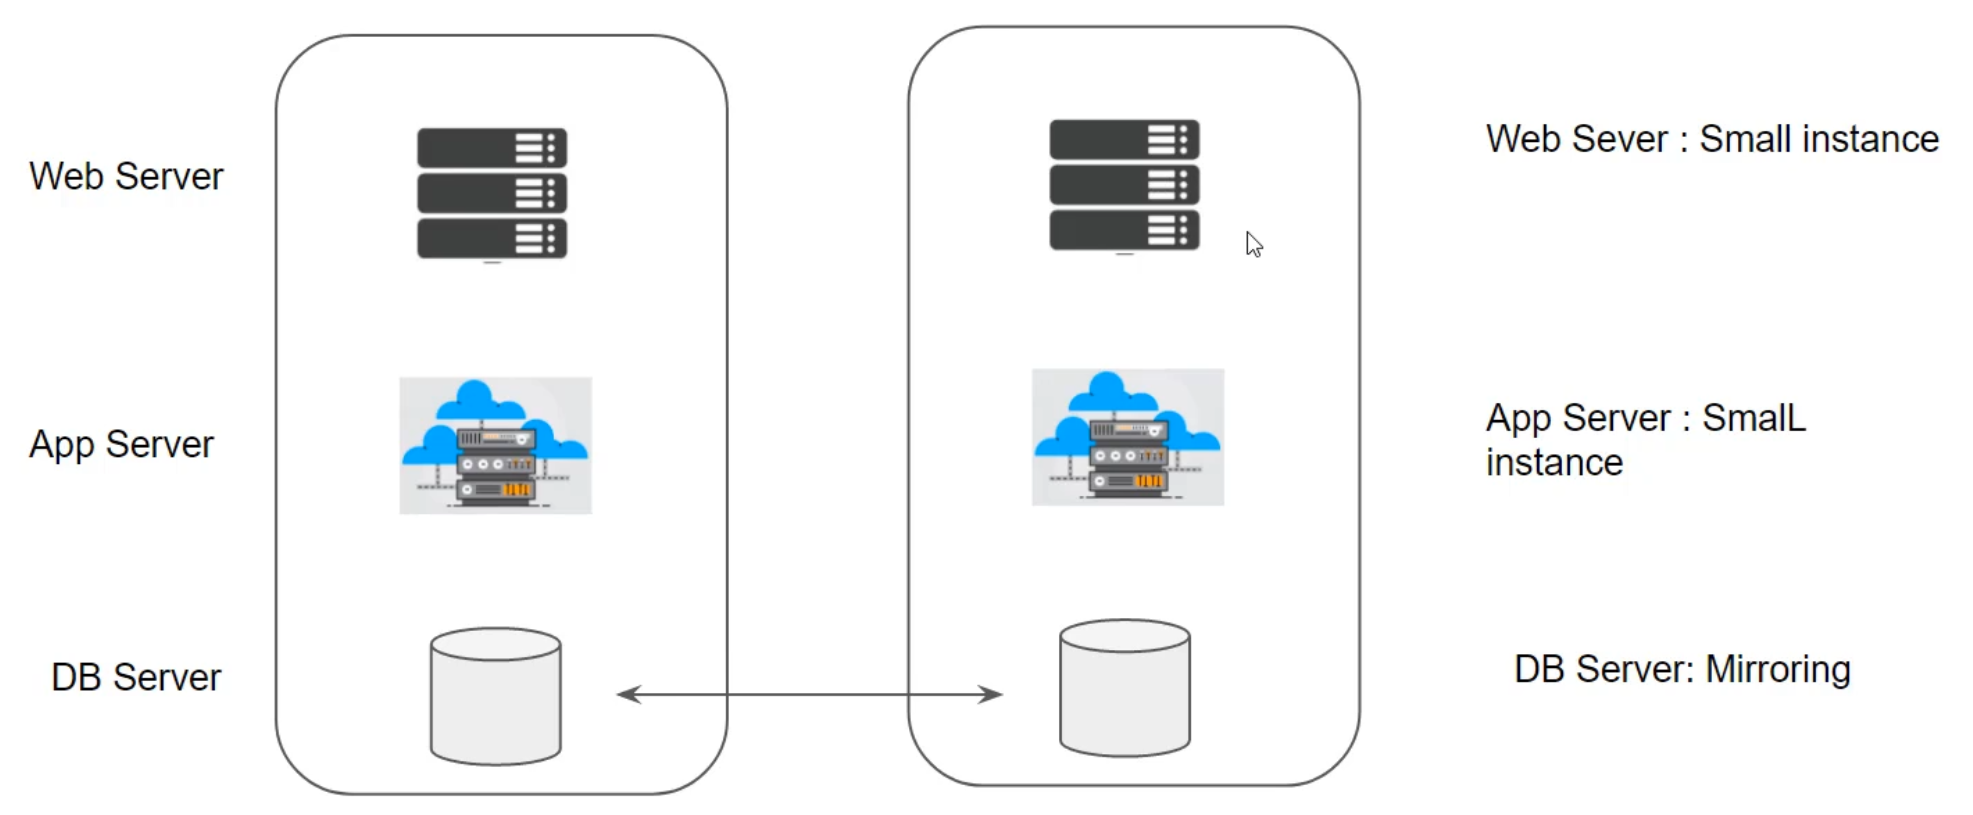 Web Server
Web Sever : Small instance
App Server
App Server : SmalL
instance
DB Server
DB Server: Mirroring